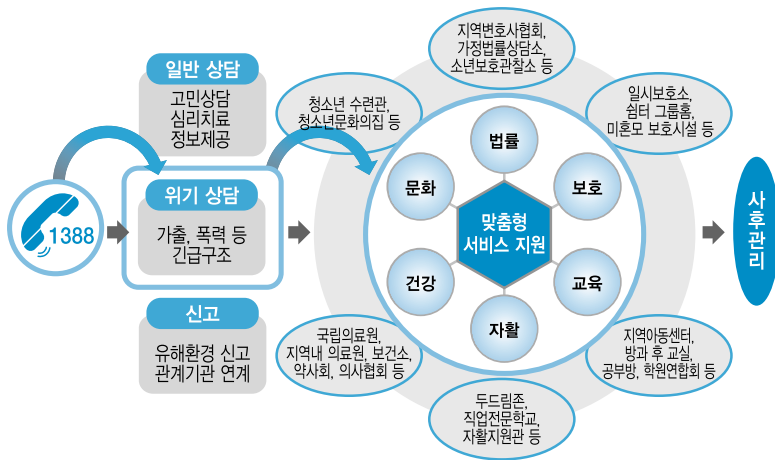 1388
일반 상담
고민상담
심리치료
정보제공
위기 상담
가출, 폭력 등
긴급구조
신고
유해환경 신고
관계기관 연계
지역변호사협회,
가정법률상담소,
소년보호관찰소 등
청소년 수련관,
청소년문화의집 등
일시보호소,
쉼터 그룹홈,
미혼모 보호시설 등
법률
문화
보호
맞춤형
서비스 지원
건강
교육
자활
국립의료원,
지역내 의료원, 보건소,
약사회, 의사협회 등
지역아동센터,
방과 후 교실,
공부방, 학원연합회 등
두드림존,
직업전문학교,
자활지원관 등
사후관리